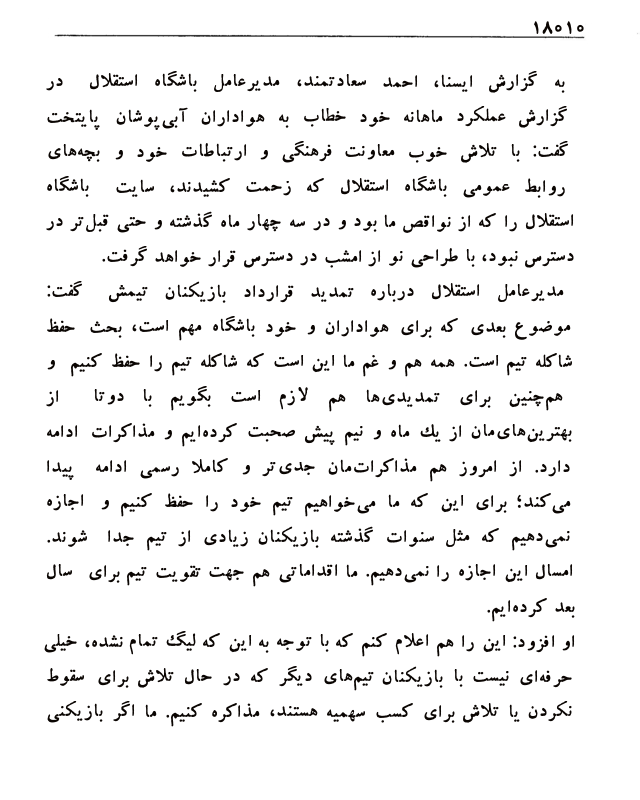 ۱۸۰۱۰
به گزارش ایسنا، احمد سعادتمند، مدیرعامل باشگاه استقلال در
گزارش عملکرد ماهانه خود خطاب به هواداران آبی‌پوشان پایتخت
گفت: با تلاش خوب معاونت فرهنگی و ارتباطات خود و بچه‌های
روابط عمومی باشگاه استقلال که زحمت کشیدند، سایت باشگاه
استقلال را که از نواقص ما بود و در سه چهار ماه گذشته و حتی قبل‌تر در
دسترس نبود، با طراحی نو از امشب در دسترس قرار خواهد گرفت.
مدیرعامل استقلال درباره تمدید قرارداد بازیکنان تیمش گفت:
موضوع بعدی که برای هواداران و خود باشگاه مهم است، بحث حفظ
شاکله تیم است. همه هم و غم ما این است که شاکله تیم را حفظ کنیم و
هم‌چنین برای تمدیدی‌ها هم لازم است بگویم با دوتا از
بهترین‌های‌مان از یك ماه و نیم پیش صحبت کرده‌ایم و مذاکرات ادامه
دارد. از امروز هم مذاکرات‌مان جدی‌تر و کاملا رسمی ادامه پیدا
می‌کند؛ برای این که ما می‌خواهیم تیم خود را حفظ کنیم و اجازه
نمی‌دهیم که مثل سنوات گذشته بازیکنان زیادی از تیم جدا شوند.
امسال این اجازه را نمی‌دهیم. ما اقداماتی هم جهت تقویت تیم برای سال
بعد کرده‌ایم.
او افزود: این را هم اعلام کنم که با توجه به این که لیگ تمام نشده، خیلی
حرفه‌ای نیست با بازیکنان تیم‌های دیگر که در حال تلاش برای سقوط
نکردن یا تلاش برای کسب سهمیه هستند، مذاکره کنیم. ما اگر بازیکنی